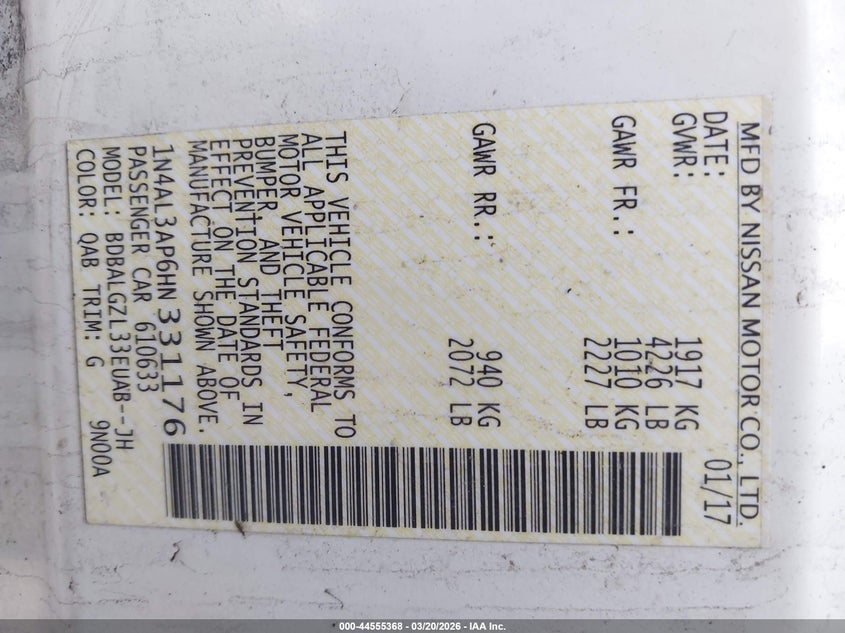 MFD BY NISSAN MOTOR CO., LTD.
DATE: 01/17
GVWR: 1917 KG
4226 LB
GAWR FR.: 1010 KG
2227 LB
GAWR RR.: 940 KG
2072 LB
THIS VEHICLE CONFORMS TO
ALL APPLICABLE FEDERAL
MOTOR VEHICLE SAFETY,
BUMPER, AND THEFT
PREVENTION STANDARDS IN
EFFECT ON THE DATE OF
MANUFACTURE SHOWN ABOVE.
1N4AL3AP6HN331176
PASSENGER CAR 610633
MODEL: BDBALGZL33EUAB--JH
COLOR: QAB TRIM: G 9N00A
000-44555368 - 03/20/2026 - IAA Inc.